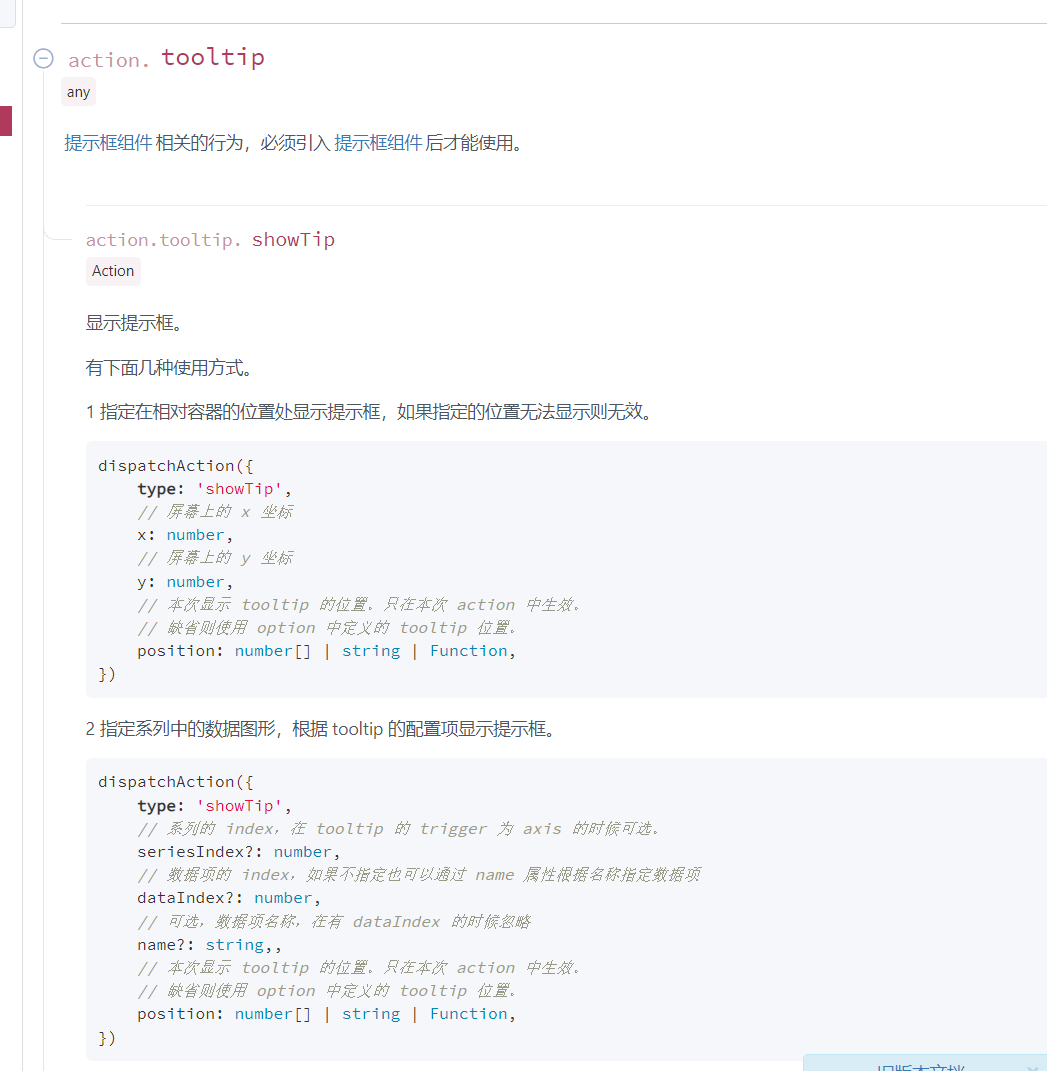 action. tooltip
any
提示框组件 相关的行为，必须引入 提示框组件 后才能使用。
action.tooltip. showTip
Action
显示提示框。
有下面几种使用方式。
1 指定在相对容器的位置处显示提示框，如果指定的位置无法显示则无效。
dispatchAction({
    type: 'showTip',
    // 屏幕上的 x 坐标
    x: number,
    // 屏幕上的 y 坐标
    y: number,
    // 本次显示 tooltip 的位置。只在本次 action 中生效。
    // 缺省则使用 option 中定义的 tooltip 位置。
    position: number[] | string | Function,
})
2 指定系列中的数据图形，根据 tooltip 的配置项显示提示框。
dispatchAction({
    type: 'showTip',
    // 系列的 index，在 tooltip 的 trigger 为 axis 的时候可选。
    seriesIndex?: number,
    // 数据项的 index，如果不指定也可以通过 name 属性根据名称指定数据项
    dataIndex?: number,
    // 可选，数据项名称，在有 dataIndex 的时候忽略
    name?: string,,
    // 本次显示 tooltip 的位置。只在本次 action 中生效。
    // 缺省则使用 option 中定义的 tooltip 位置。
    position: number[] | string | Function,
})
旧版本文档